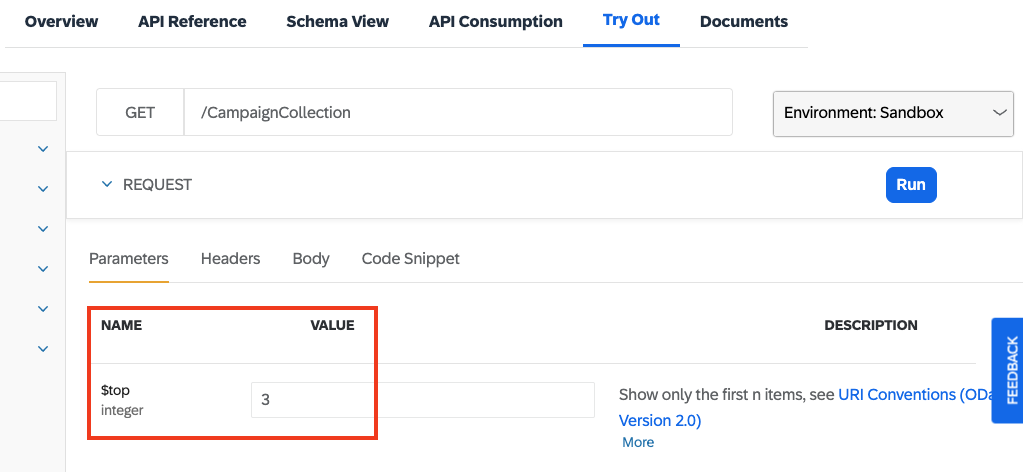 Overview API Reference Schema View API Consumption Try Out Documents
GET /CampaignCollection Environment: Sandbox
REQUEST Run
Parameters Headers Body Code Snippet
NAME VALUE DESCRIPTION
$top 3 Show only the first n items, see URI Conventions (OData
integer Version 2.0)
More
FEEDBACK